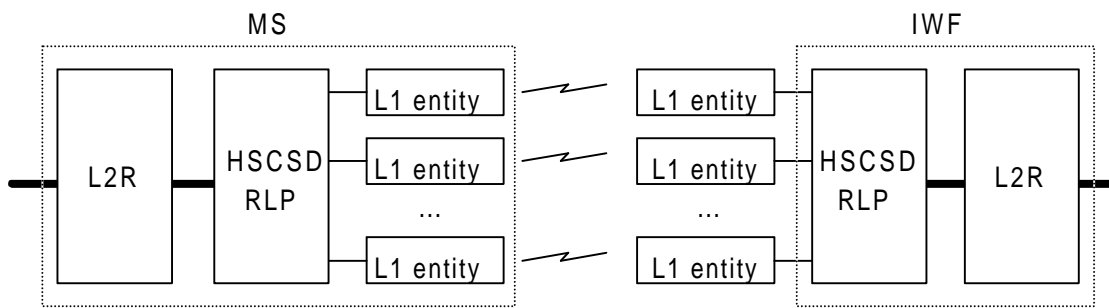 MS
IWF
L1 entity
L1 entity
HSCSD
RLP
L1 entity
L1 entity
HSCSD
RLP
L2R
L2R
...
...
L1 entity
L1 entity